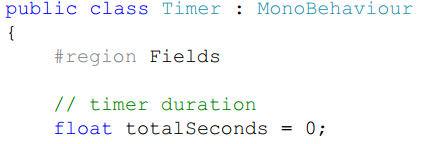 public class Timer : MonoBehaviour
{
#region Fields
// timer duration
float totalSeconds = 0;